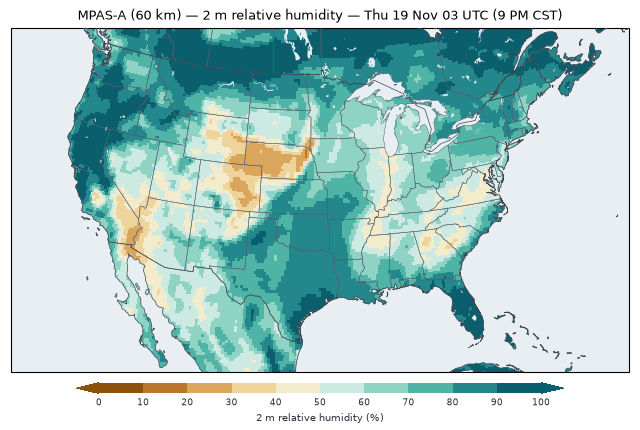 MPAS-A (60 km) — 2 m relative humidity — Thu 19 Nov 03 UTC (9 PM CST)
0 10 20 30 40 50 60 70 80 90 100
2 m relative humidity (%)